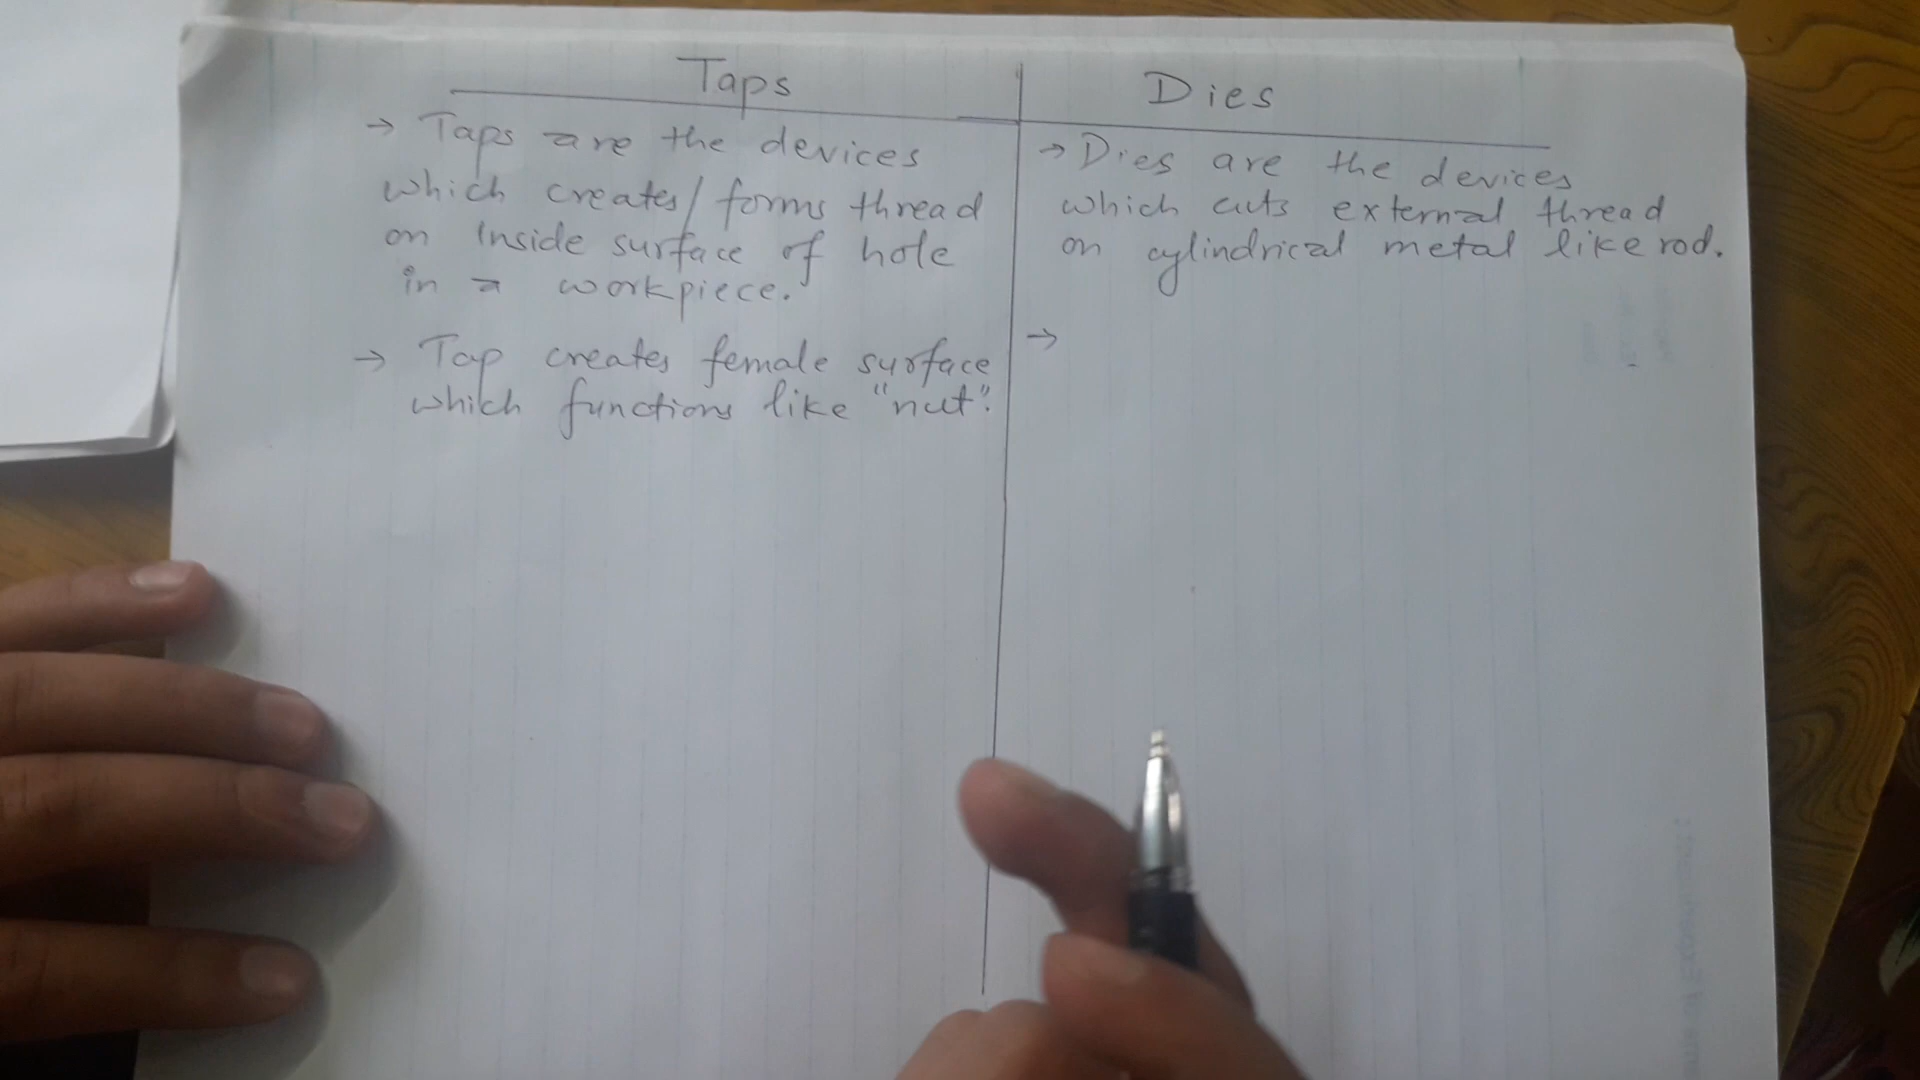 Taps
→ Taps are the devices
which creates/forms thread
on inside surface of hole
in a workpiece.
→ Tap creates female surface
which functions like "nut".
Dies
→ Dies are the devices
which cuts external thread
on cylindrical metal like rod.
→